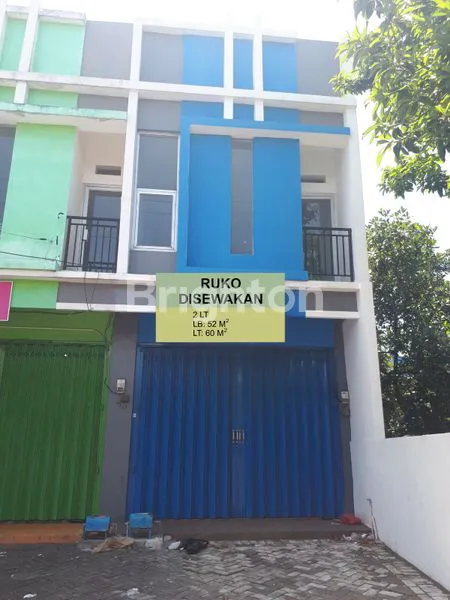 RUKO
DISEWAKAN
2 LT
LB: 52 M²
LT: 60 M²
Brighton